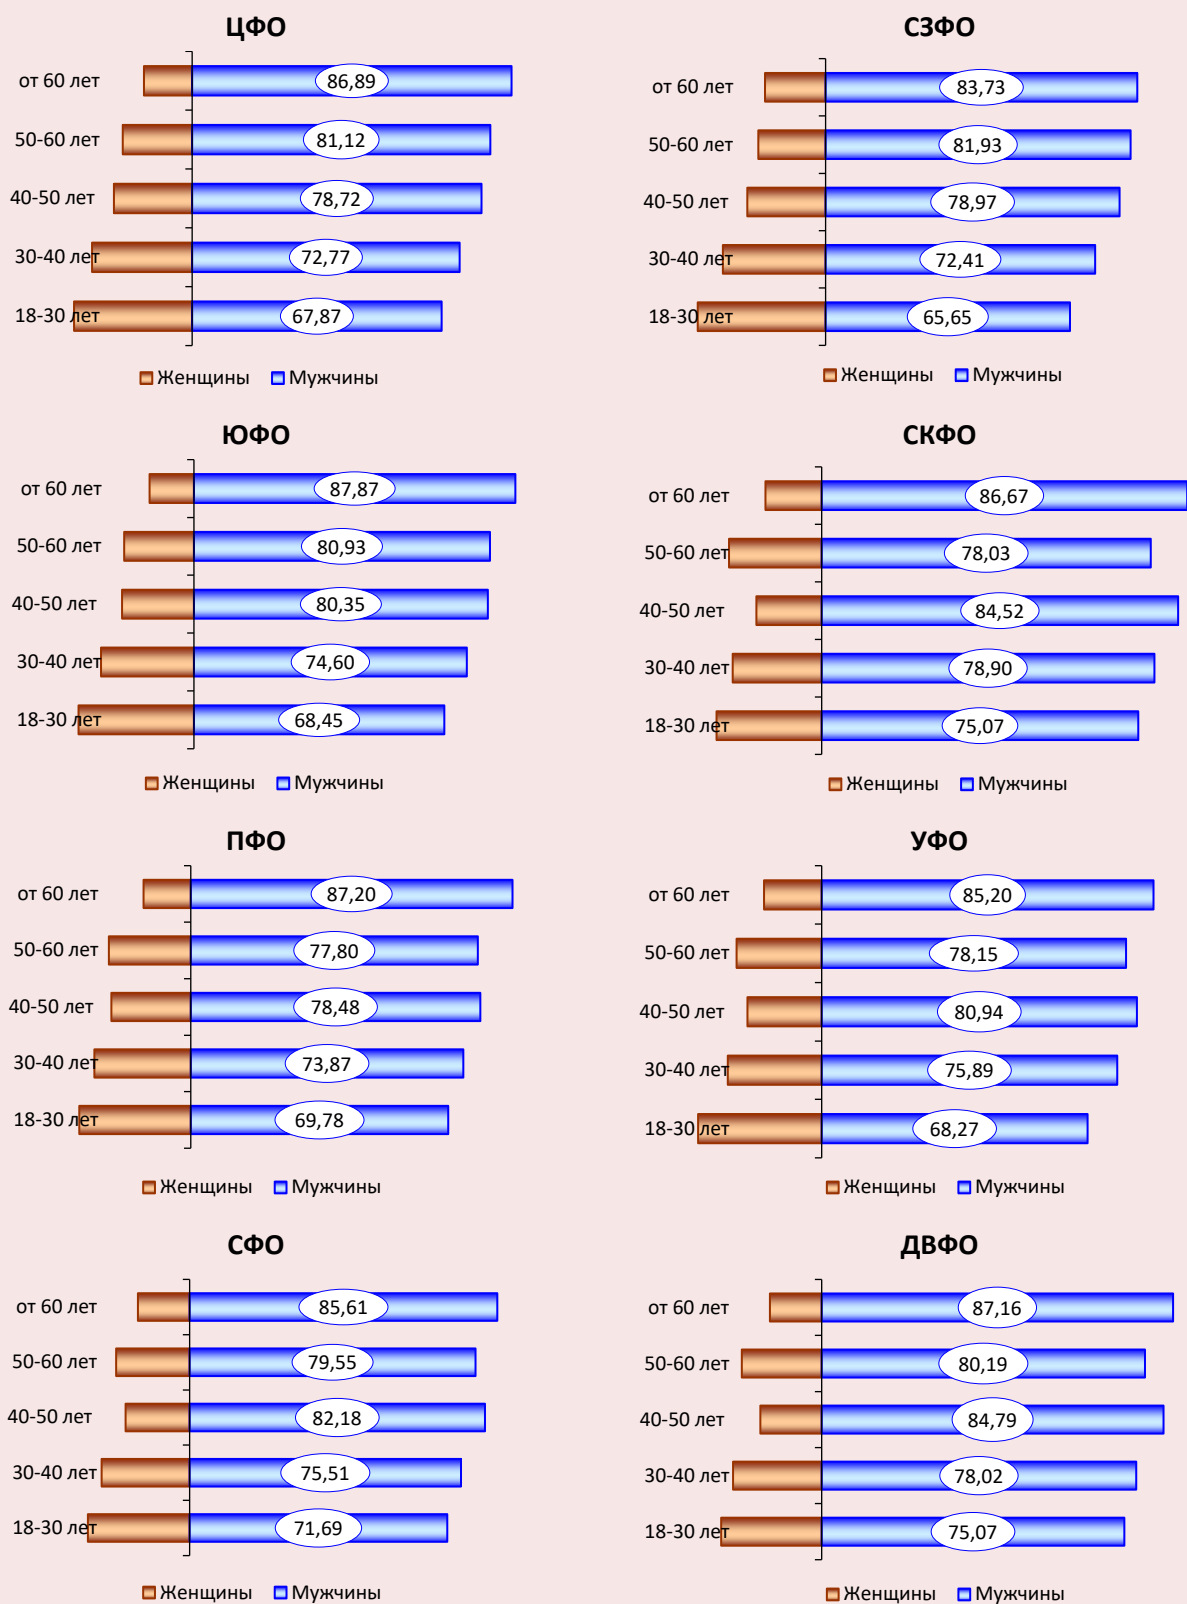 ЦФО
от 60 лет 86,89
50-60 лет 81,12
40-50 лет 78,72
30-40 лет 72,77
18-30 лет 67,87
Женщины Мужчины
СЗФО
от 60 лет 83,73
50-60 лет 81,93
40-50 лет 78,97
30-40 лет 72,41
18-30 лет 65,65
Женщины Мужчины
ЮФО
от 60 лет 87,87
50-60 лет 80,93
40-50 лет 80,35
30-40 лет 74,60
18-30 лет 68,45
Женщины Мужчины
СКФО
от 60 лет 86,67
50-60 лет 78,03
40-50 лет 84,52
30-40 лет 78,90
18-30 лет 75,07
Женщины Мужчины
ПФО
от 60 лет 87,20
50-60 лет 77,80
40-50 лет 78,48
30-40 лет 73,87
18-30 лет 69,78
Женщины Мужчины
УФО
от 60 лет 85,20
50-60 лет 78,15
40-50 лет 80,94
30-40 лет 75,89
18-30 лет 68,27
Женщины Мужчины
СФО
от 60 лет 85,61
50-60 лет 79,55
40-50 лет 82,18
30-40 лет 75,51
18-30 лет 71,69
Женщины Мужчины
ДВФО
от 60 лет 87,16
50-60 лет 80,19
40-50 лет 84,79
30-40 лет 78,02
18-30 лет 75,07
Женщины Мужчины